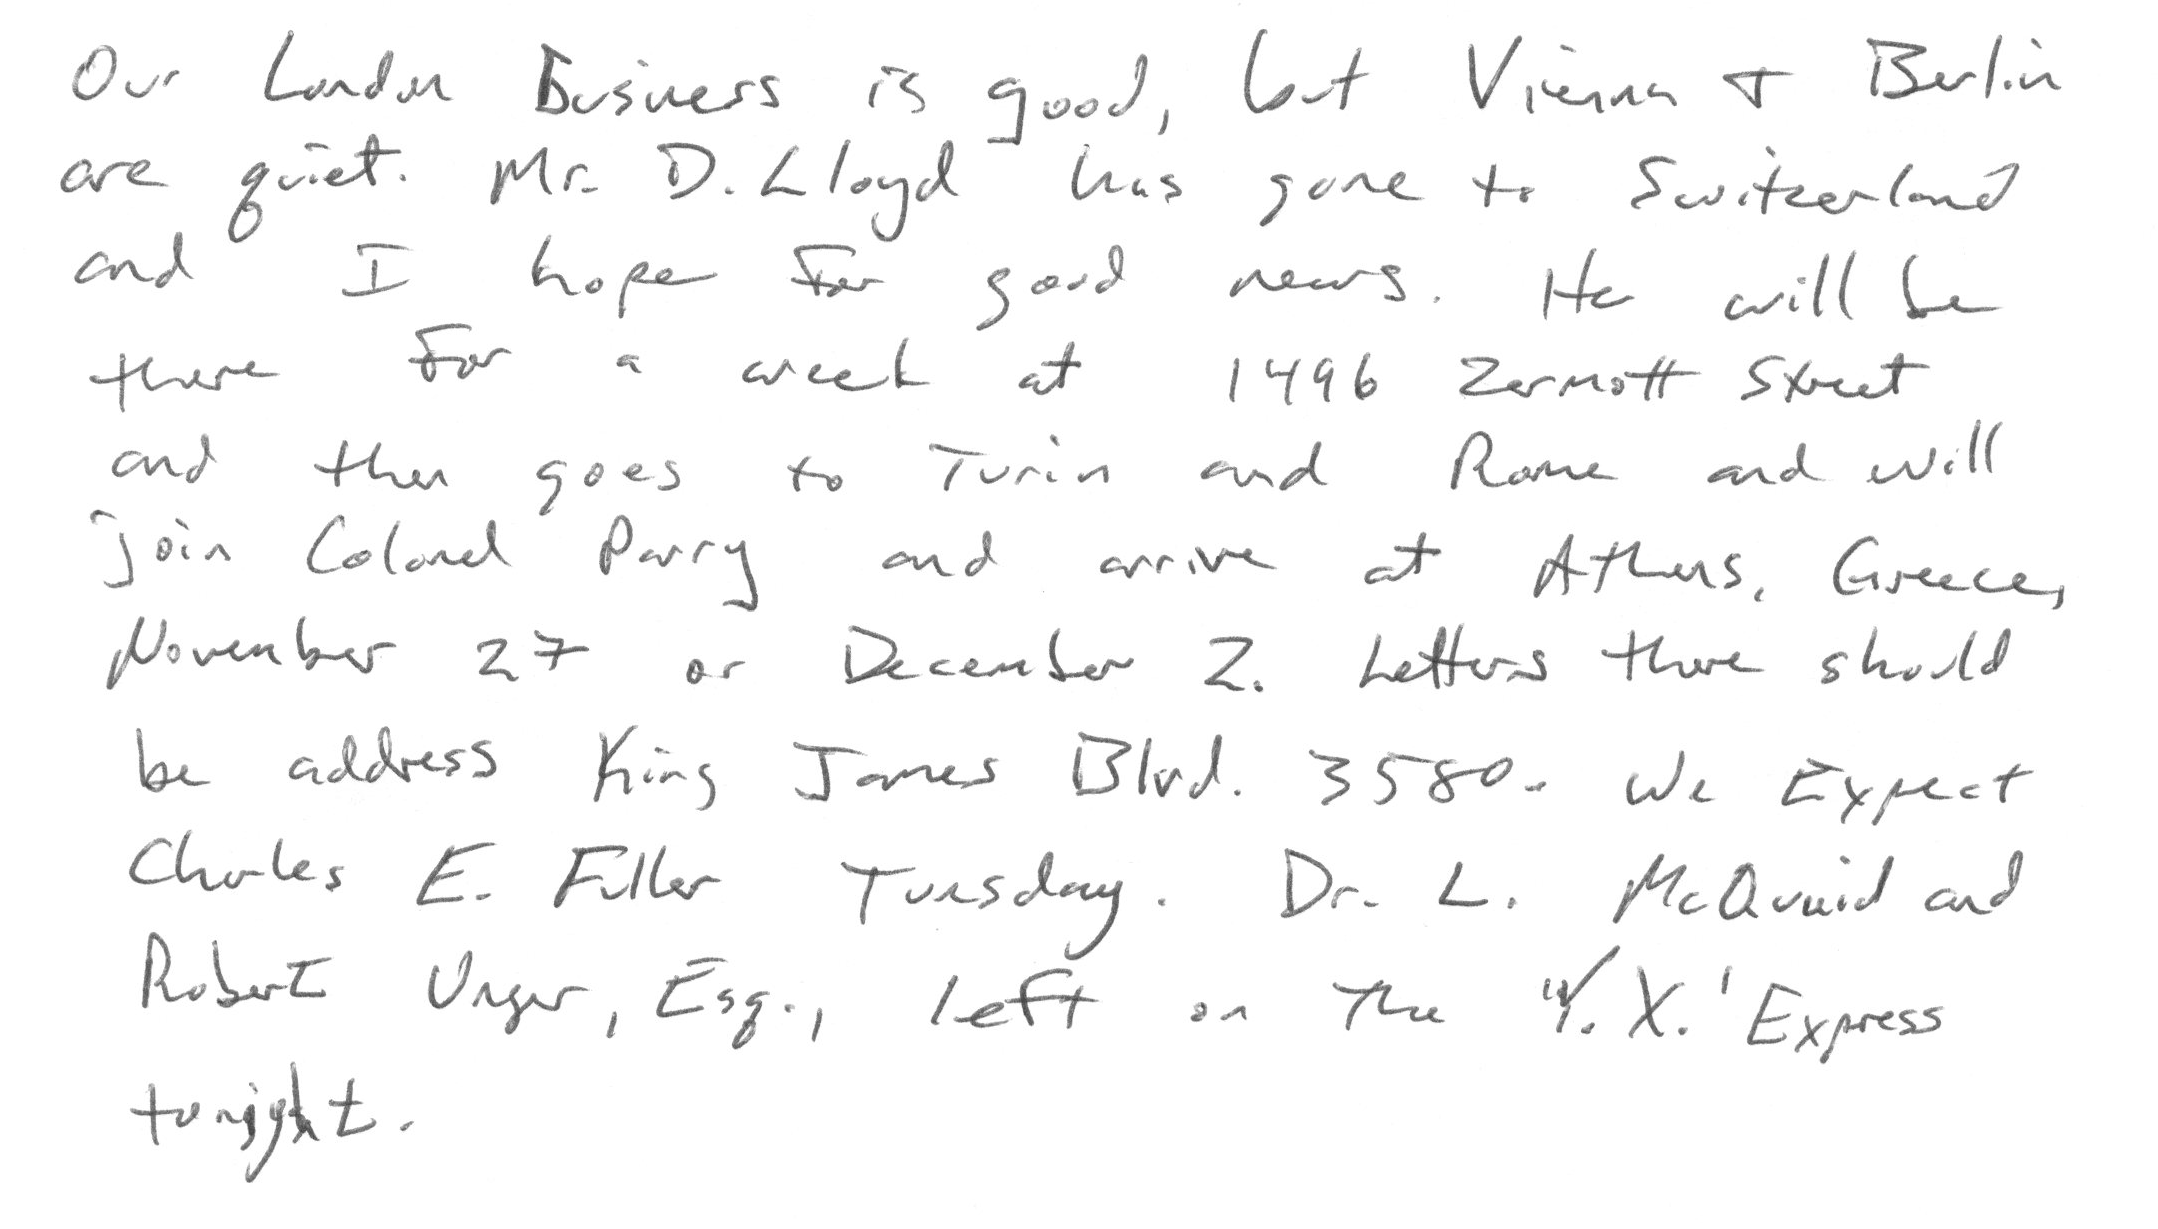 Our London Business is good, but Vienna & Berlin
are quiet. Mr. D. Lloyd has gone to Switzerland
and I hope for good news. He will be
there for a week at 1496 Zermott Street
and then goes to Turin and Rome and will
join Colonel Parry and arrive at Athens, Greece,
November 27 or December 2. Letters there should
be address King James Blvd. 3580. We Expect
Charles E. Fuller Tuesday. Dr. L. McQuaid and
Robert Unger, Esq., left on the "Y. X.' Express
tonight.